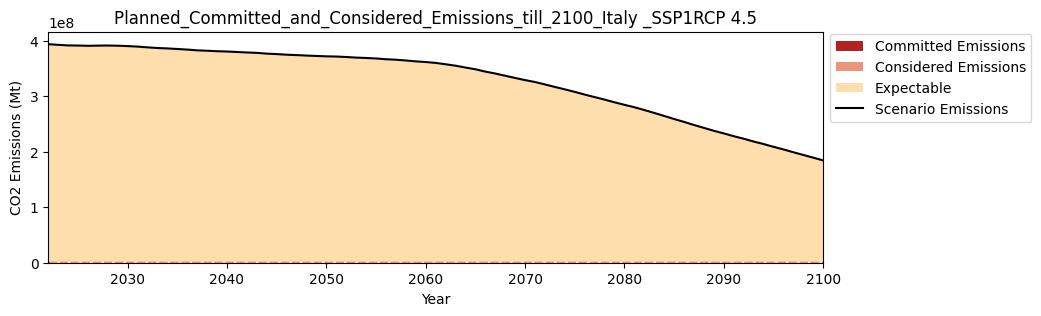 Planned_Committed_and_Considered_Emissions_till_2100_Italy _SSP1RCP 4.5
1e8
4
3
2
1
0
CO2 Emissions (Mt)
2030 2040 2050 2060 2070 2080 2090 2100
Year
Committed Emissions
Considered Emissions
Expectable
Scenario Emissions